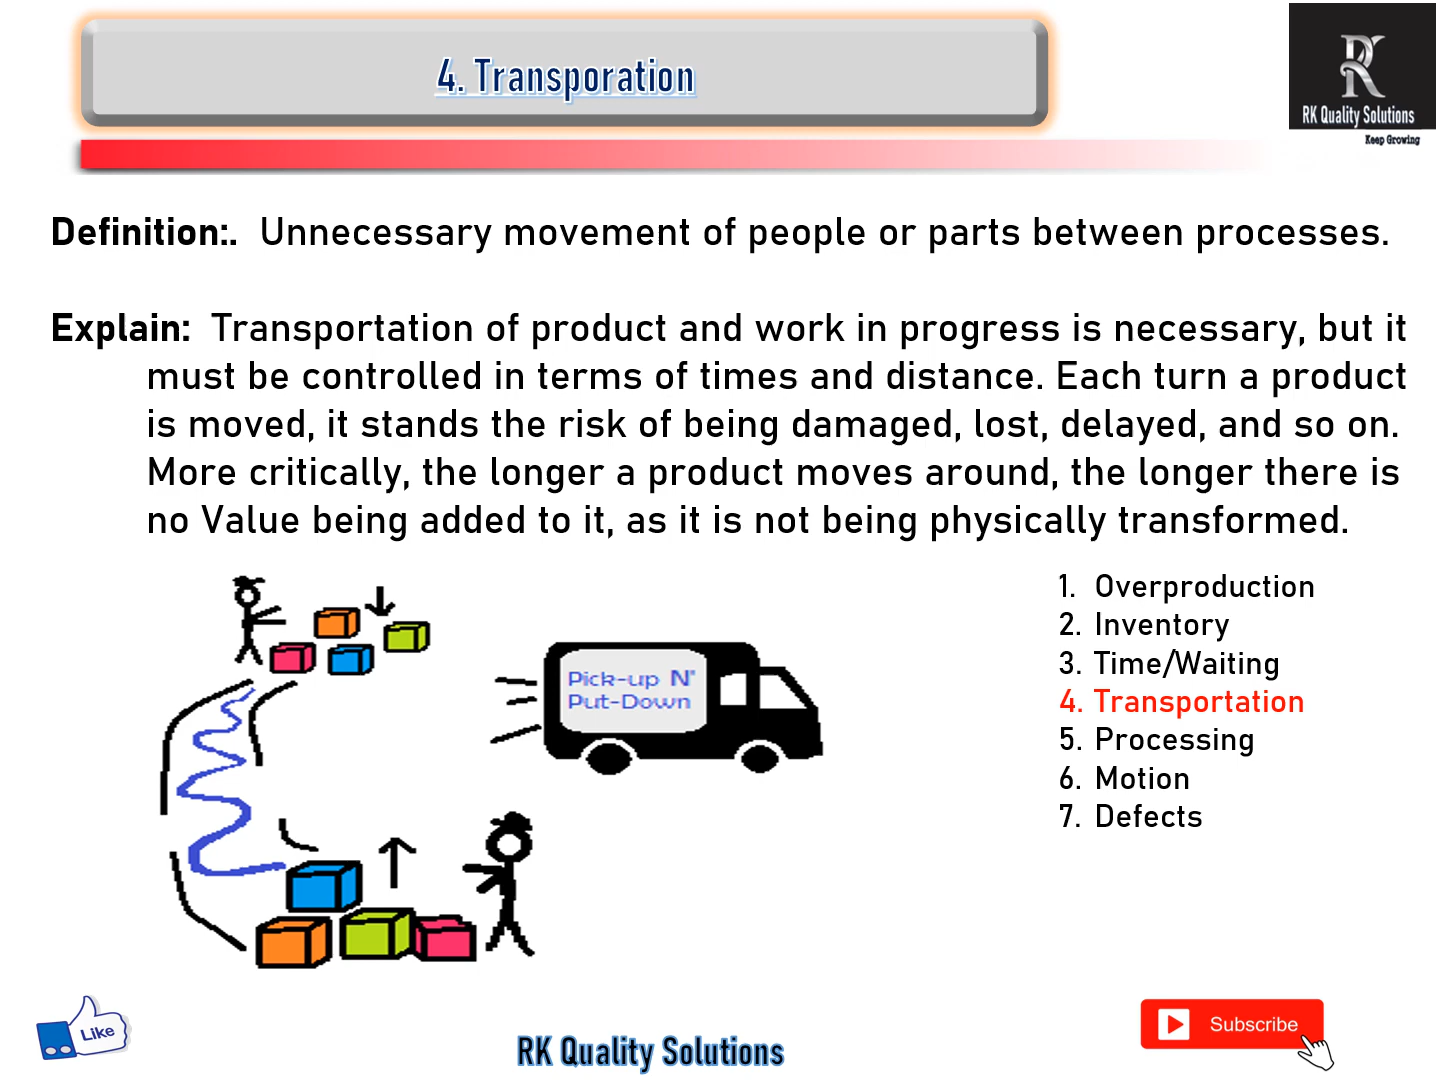 4. Transporation
RK Quality Solutions
Keep Growing
Definition:. Unnecessary movement of people or parts between processes.
Explain: Transportation of product and work in progress is necessary, but it
must be controlled in terms of times and distance. Each turn a product
is moved, it stands the risk of being damaged, lost, delayed, and so on.
More critically, the longer a product moves around, the longer there is
no Value being added to it, as it is not being physically transformed.
Pick-up N'
Put-Down
1. Overproduction
2. Inventory
3. Time/Waiting
4. Transportation
5. Processing
6. Motion
7. Defects
Like
RK Quality Solutions
Subscribe